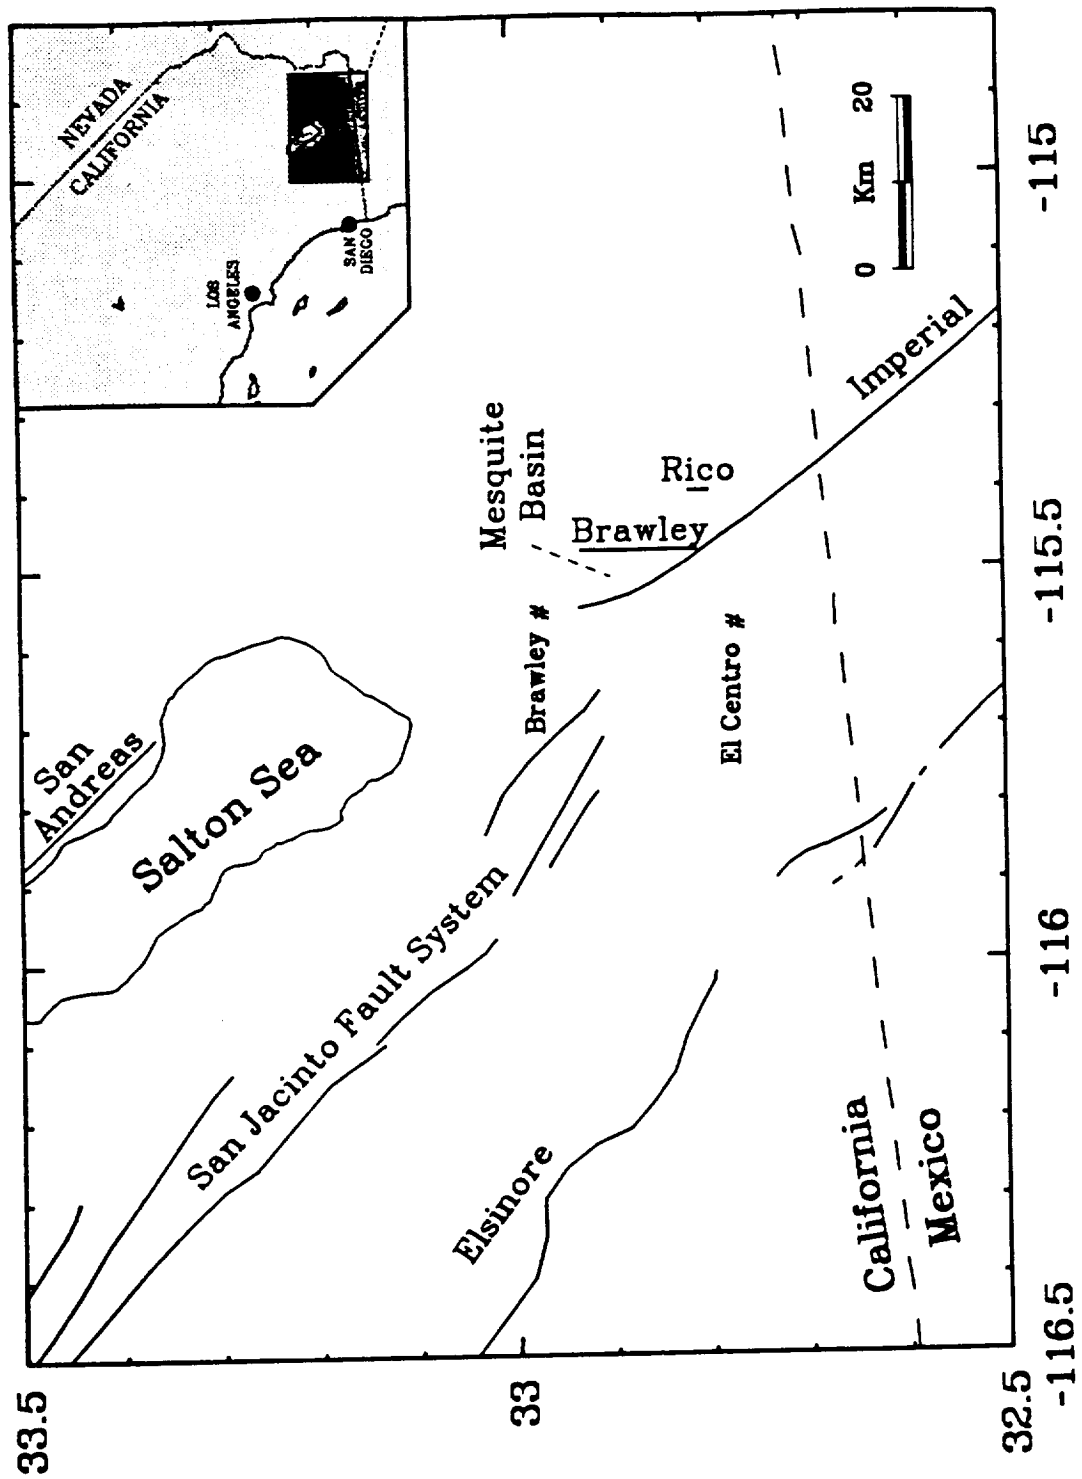 NEVADA
CALIFORNIA
LOS
ANGELES
SAN
DIEGO
San
Andreas
Salton Sea
Mesquite
Basin
Brawley
Rico
Imperial
Brawley #
El Centro #
San Jacinto Fault System
Elsinore
California
Mexico
0 Km 20
33.5
33
32.5
-116.5
-116
-115.5
-115